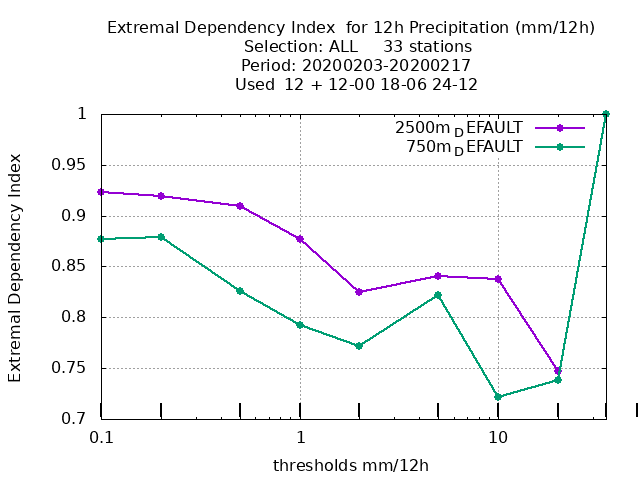 Extremal Dependency Index  for 12h Precipitation (mm/12h)
Selection: ALL     33 stations
Period: 20200203-20200217
Used  12 + 12-00 18-06 24-12
2500m_DEFAULT
750m_DEFAULT
1
0.95
0.9
0.85
0.8
0.75
0.7
Extremal Dependency Index
0.1
1
10
thresholds mm/12h